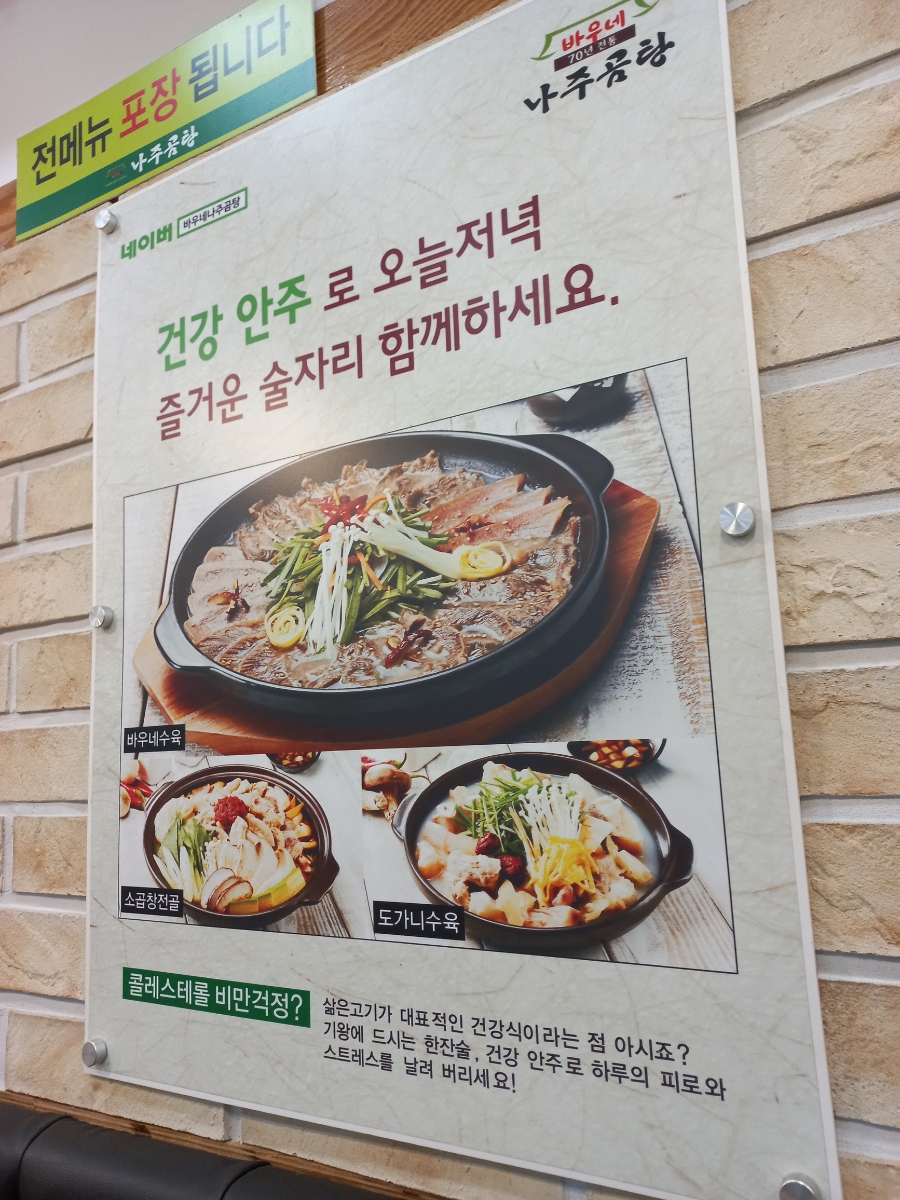 전메뉴 포장 됩니다
나주곰탕
바우네
70년 전통
나주곰탕
네이버 바우네나주곰탕
건강 안주 로 오늘저녁
즐거운 술자리 함께하세요.
바우네수육
소곱창전골
도가니수육
콜레스테롤 비만걱정?
삶은고기가 대표적인 건강식이라는 점 아시죠?
기왕에 드시는 한잔술, 건강 안주로 하루의 피로와
스트레스를 날려 버리세요!